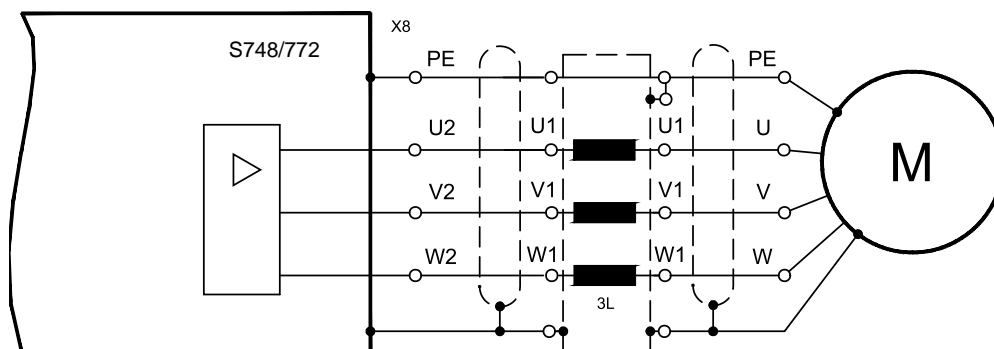 X8
S748/772
PE PE
U2 U1 U1 U
V2 V1 V1 V
W2 W1 W1 W
3L
M